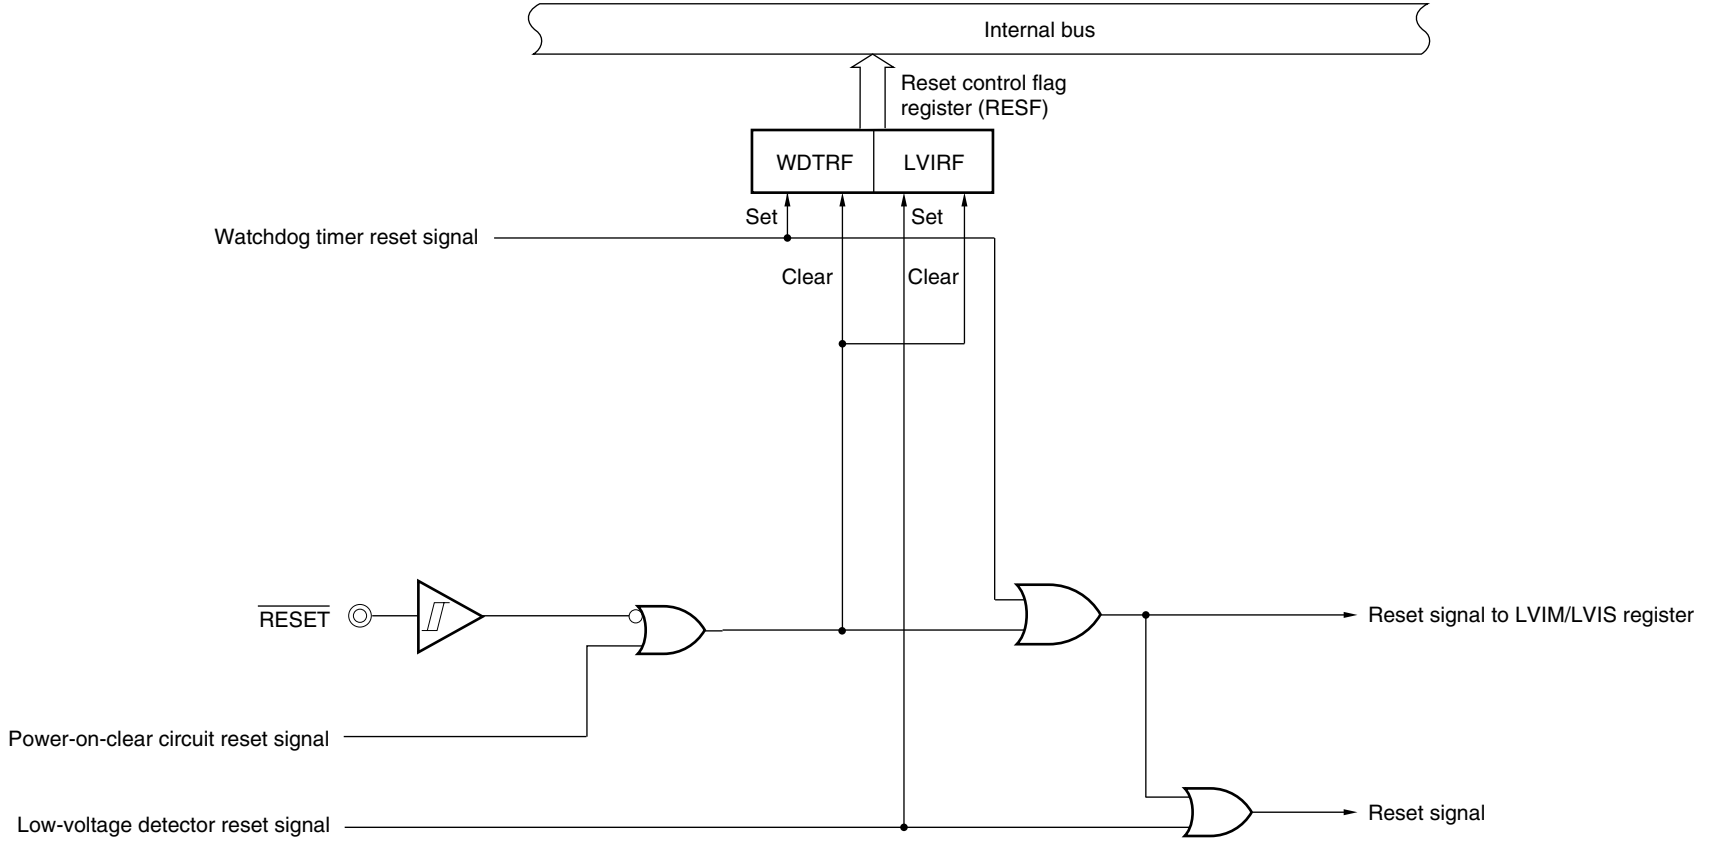 Internal bus
Reset control flag
register (RESF)
WDTRF
LVIRF
Set
Set
Watchdog timer reset signal
Clear
Clear
RESET
Reset signal to LVIM/LVIS register
Power-on-clear circuit reset signal
Low-voltage detector reset signal
Reset signal